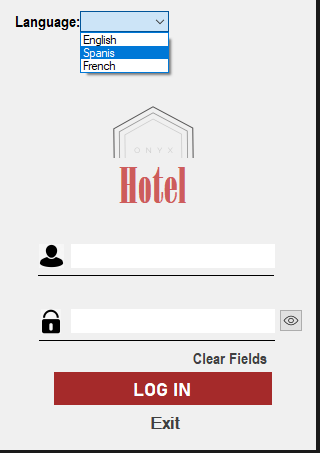 Language:
English
Spanis
French
ONYX
Hotel
Clear Fields
LOG IN
Exit